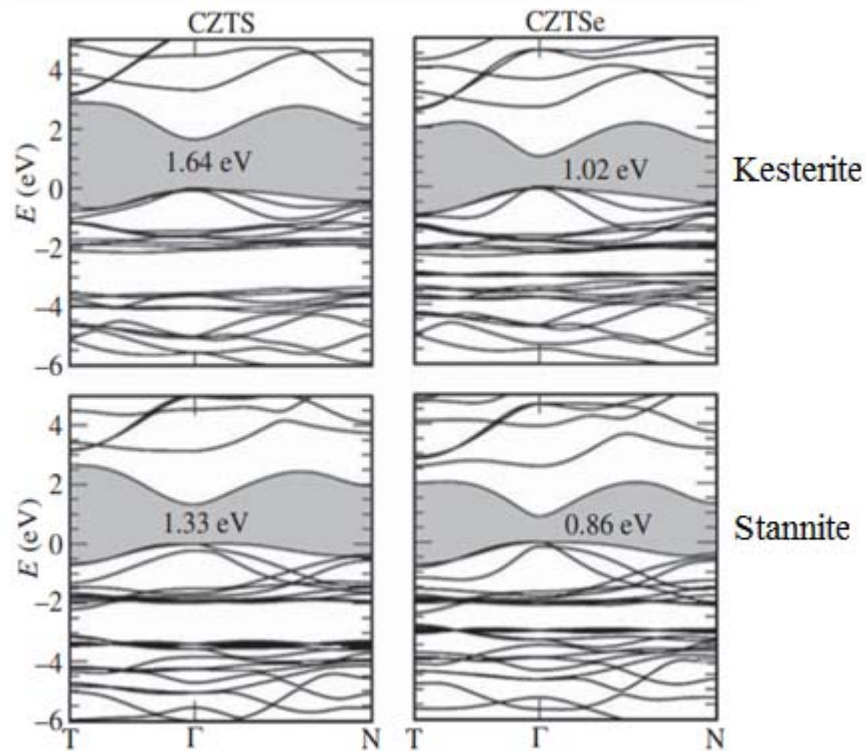 CZTS
CZTSe
E (eV)
4
2
0
−2
−4
−6
1.64 eV
1.02 eV
Kesterite
E (eV)
4
2
0
−2
−4
−6
1.33 eV
0.86 eV
Stannite
T
Γ
N
T
Γ
N